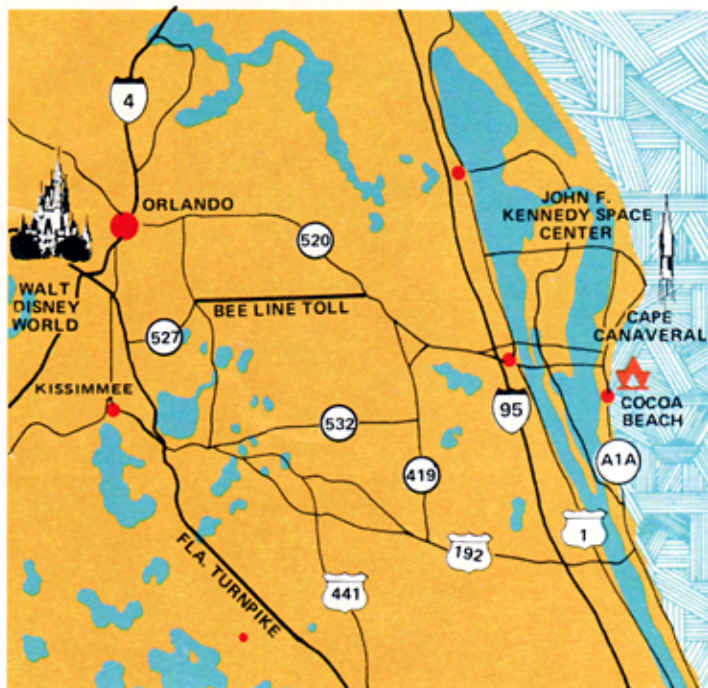 4
ORLANDO
520
JOHN F.
KENNEDY SPACE
CENTER
WALT
DISNEY
WORLD
BEE LINE TOLL
527
CAPE
CANAVERAL
KISSIMMEE
95
COCOA
BEACH
532
419
A1A
1
192
441
FLA. TURNPIKE